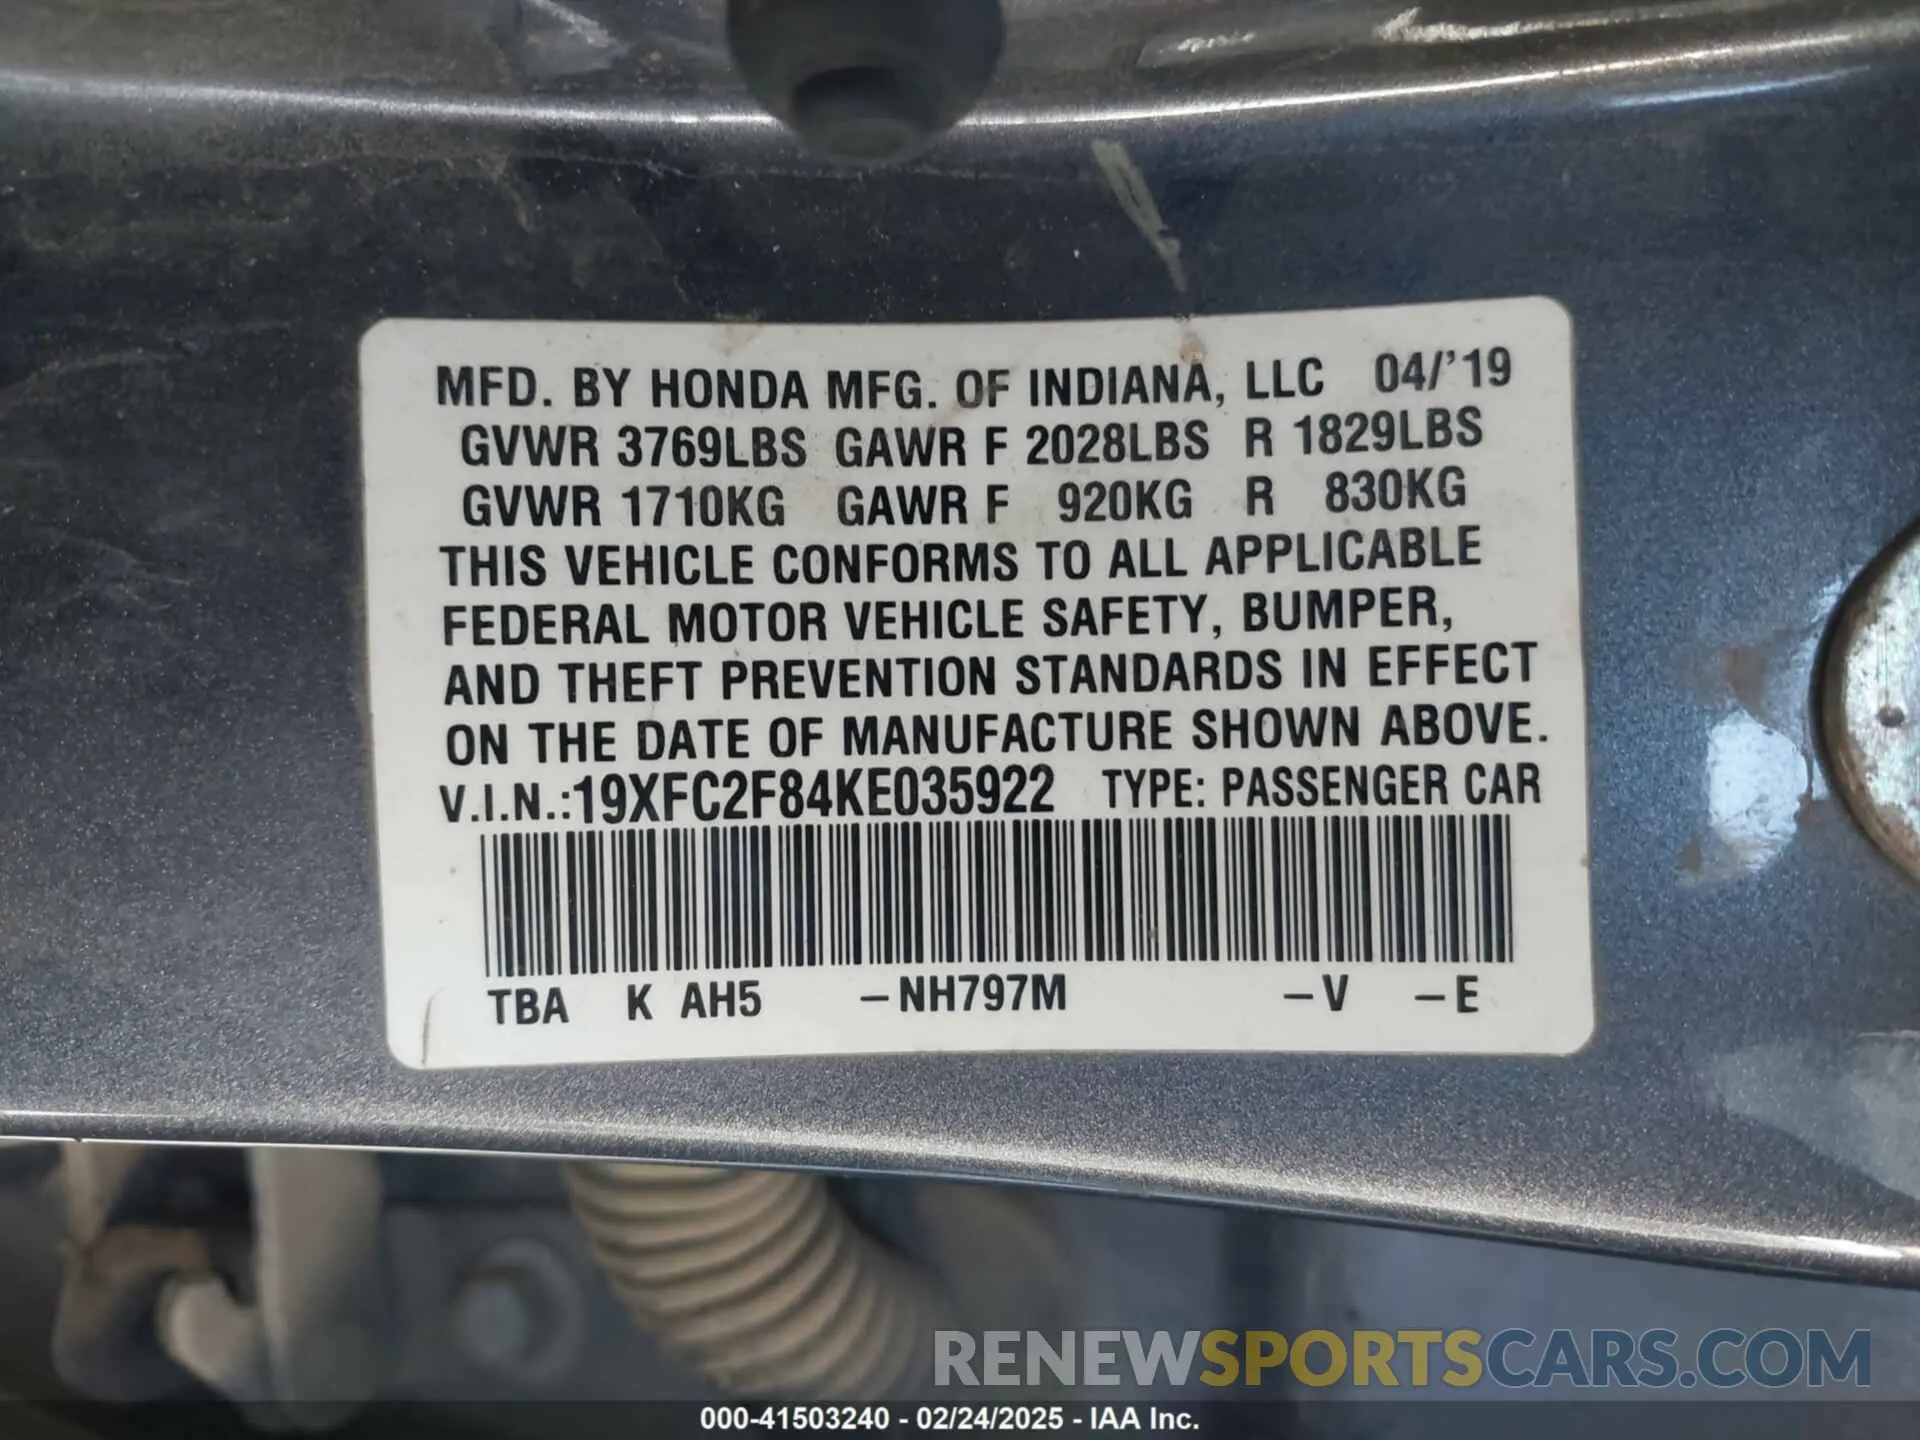 MFD. BY HONDA MFG. OF INDIANA, LLC 04/'19
GVWR 3769LBS GAWR F 2028LBS R 1829LBS
GVWR 1710KG GAWR F 920KG R 830KG
THIS VEHICLE CONFORMS TO ALL APPLICABLE
FEDERAL MOTOR VEHICLE SAFETY, BUMPER,
AND THEFT PREVENTION STANDARDS IN EFFECT
ON THE DATE OF MANUFACTURE SHOWN ABOVE.
V.I.N.:19XFC2F84KE035922 TYPE: PASSENGER CAR
TBA K AH5 -NH797M -V -E
RENEWSPORTSCARS.COM
000-41503240 - 02/24/2025 - IAA Inc.